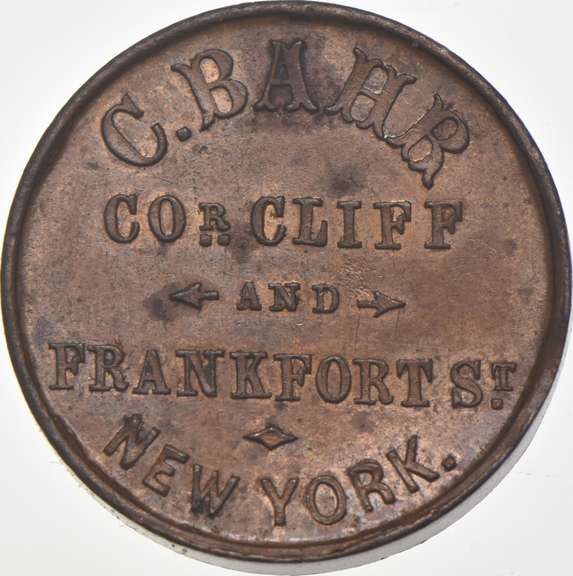 C. BAHR
COR. CLIFF
AND
FRANKFORT ST.
NEW YORK.